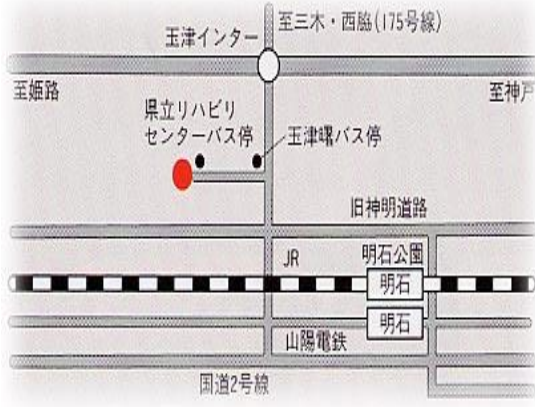 至三木・西脇(175号線)
玉津インター
至姫路
至神戸
県立リハビリ
センターバス停
玉津曙バス停
旧神明道路
JR
明石公園
明石
明石
山陽電鉄
国道2号線